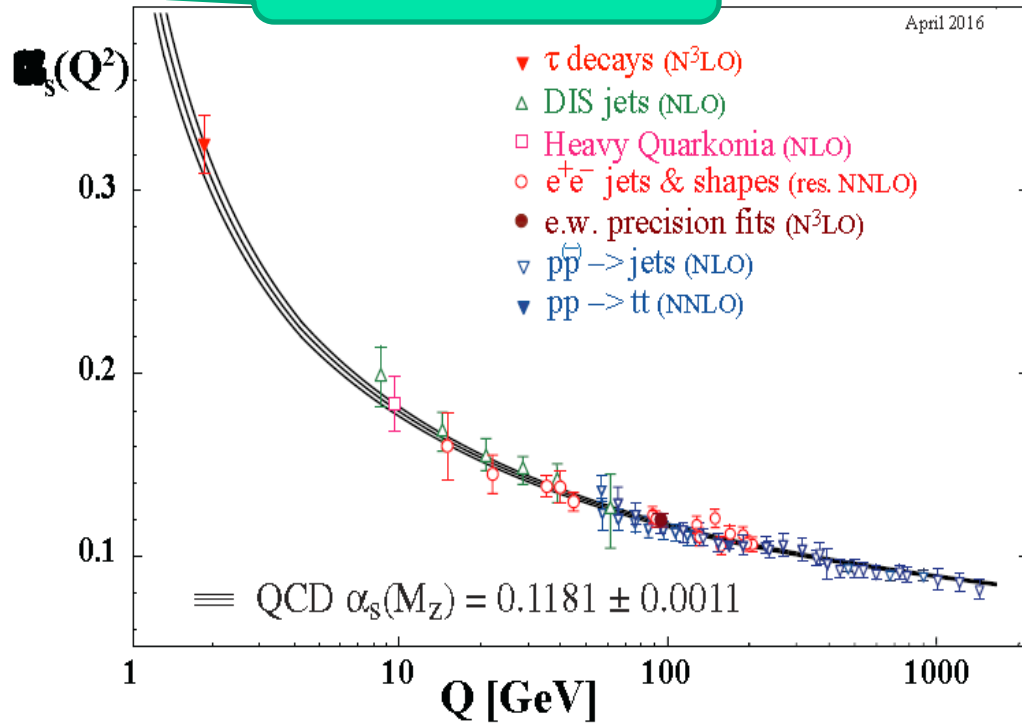 April 2016
αs(Q²)
τ decays (N³LO)
DIS jets (NLO)
Heavy Quarkonia (NLO)
e⁺e⁻ jets & shapes (res. NNLO)
e.w. precision fits (N³LO)
pp̄ –> jets (NLO)
pp –> tt (NNLO)
0.3
0.2
0.1
QCD αs(Mz) = 0.1181 ± 0.0011
1 10 100 1000
Q [GeV]